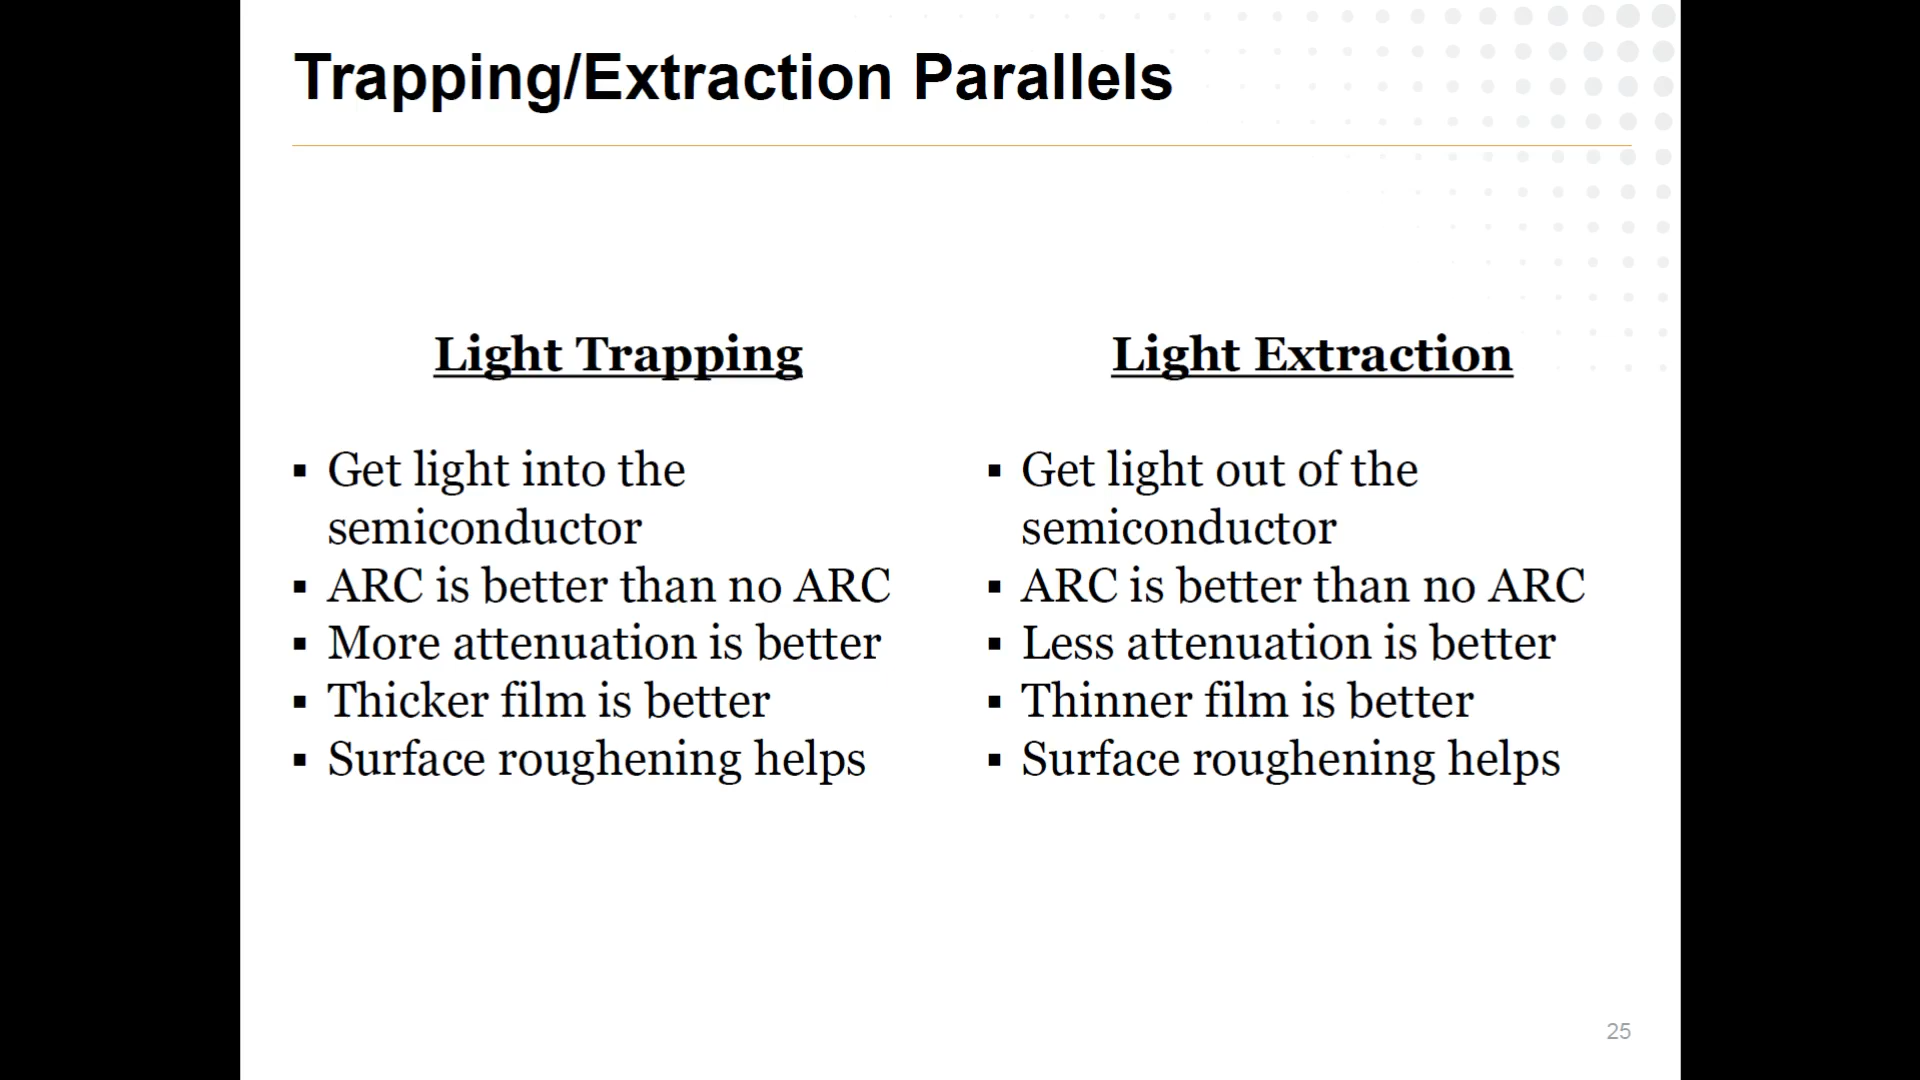 Trapping/Extraction Parallels
Light Trapping
▪ Get light into the
semiconductor
▪ ARC is better than no ARC
▪ More attenuation is better
▪ Thicker film is better
▪ Surface roughening helps
Light Extraction
▪ Get light out of the
semiconductor
▪ ARC is better than no ARC
▪ Less attenuation is better
▪ Thinner film is better
▪ Surface roughening helps
25